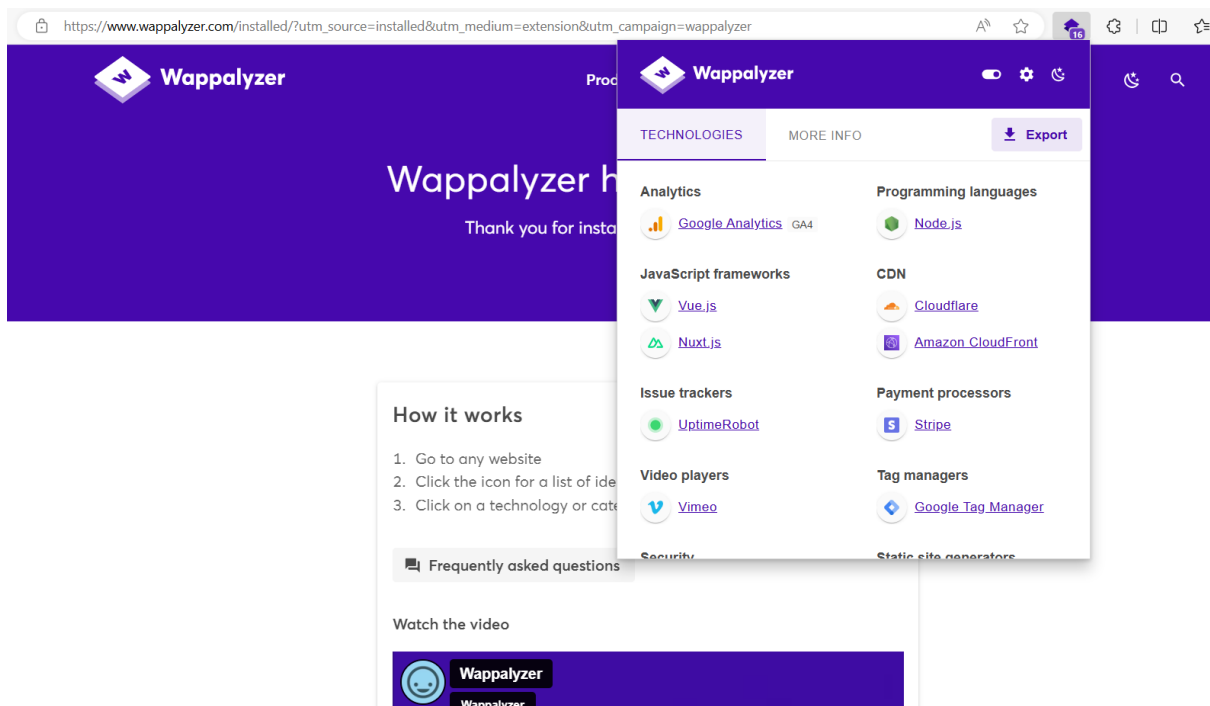 https://www.wappalyzer.com/installed/?utm_source=installed&utm_medium=extension&utm_campaign=wappalyzer
16
Wappalyzer
Prod
Wappalyzer h
Thank you for insta
Wappalyzer
TECHNOLOGIES
MORE INFO
Export
Analytics
Google Analytics GA4
Programming languages
Node.js
JavaScript frameworks
Vue.js
Nuxt.js
CDN
Cloudflare
Amazon CloudFront
Issue trackers
UptimeRobot
Payment processors
Stripe
Video players
Vimeo
Tag managers
Google Tag Manager
Security
Static site generators
How it works
1. Go to any website
2. Click the icon for a list of ide
3. Click on a technology or cate
Frequently asked questions
Watch the video
Wappalyzer
Wappalyzer